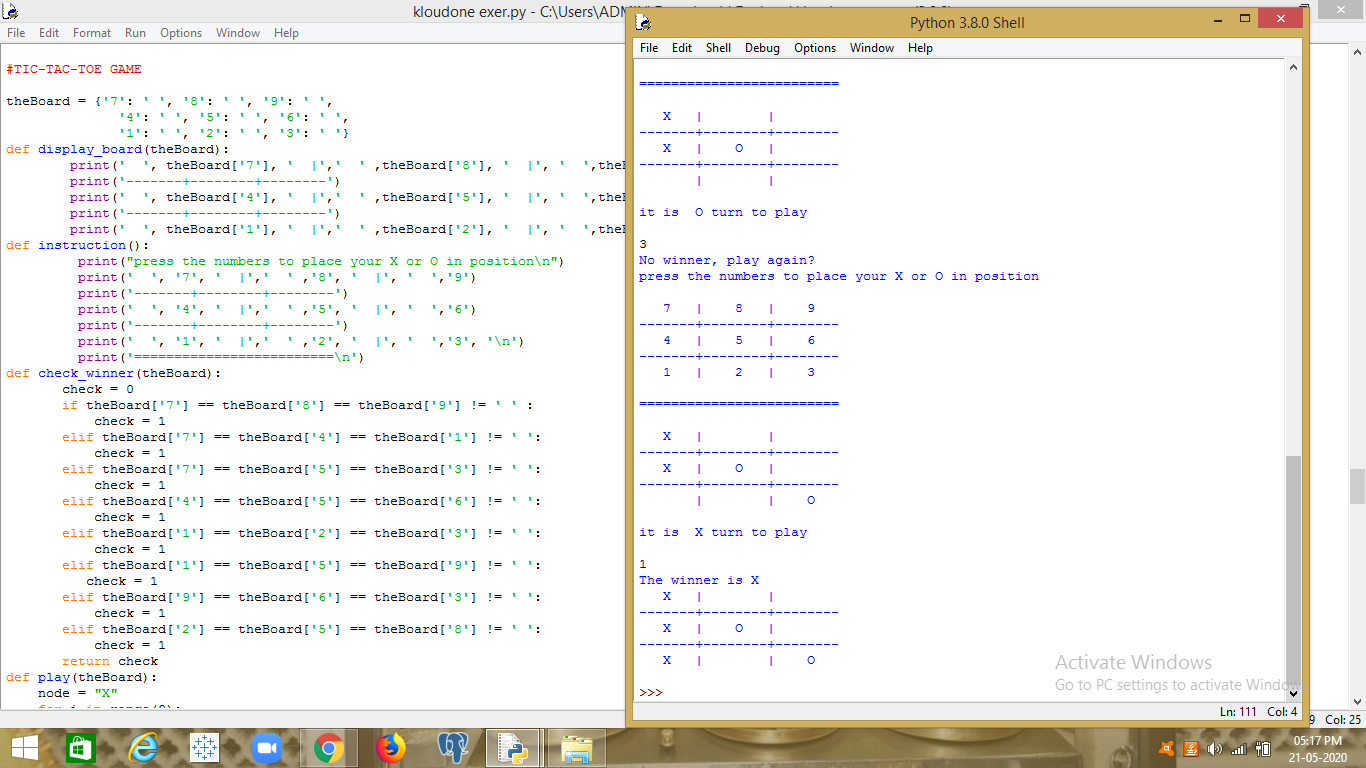 kloudone exer.py - C:\Users\ADM
File Edit Format Run Options Window Help
#TIC-TAC-TOE GAME
theBoard = {'7': ' ', '8': ' ', '9': ' ',
'4': ' ', '5': ' ', '6': ' ',
'1': ' ', '2': ' ', '3': ' '}
def display_board(theBoard):
print('   ', theBoard['7'], '   |','   ' ,theBoard['8'], '   |', '   ',theB
print('-------+--------+--------')
print('   ', theBoard['4'], '   |','   ' ,theBoard['5'], '   |', '   ',theB
print('-------+--------+--------')
print('   ', theBoard['1'], '   |','   ' ,theBoard['2'], '   |', '   ',theB
def instruction():
print("press the numbers to place your X or O in position\n")
print('   ', '7', '   |','   ' ,'8', '   |', '   ','9')
print('-------+--------+--------')
print('   ', '4', '   |','   ' ,'5', '   |', '   ','6')
print('-------+--------+--------')
print('   ', '1', '   |','   ' ,'2', '   |', '   ','3', '\n')
print('=========================\n')
def check_winner(theBoard):
check = 0
if theBoard['7'] == theBoard['8'] == theBoard['9'] != ' ' :
check = 1
elif theBoard['7'] == theBoard['4'] == theBoard['1'] != ' ':
check = 1
elif theBoard['7'] == theBoard['5'] == theBoard['3'] != ' ':
check = 1
elif theBoard['4'] == theBoard['5'] == theBoard['6'] != ' ':
check = 1
elif theBoard['1'] == theBoard['2'] == theBoard['3'] != ' ':
check = 1
elif theBoard['1'] == theBoard['5'] == theBoard['9'] != ' ':
check = 1
elif theBoard['9'] == theBoard['6'] == theBoard['3'] != ' ':
check = 1
elif theBoard['2'] == theBoard['5'] == theBoard['8'] != ' ':
check = 1
return check
def play(theBoard):
node = "X"
Python 3.8.0 Shell
File Edit Shell Debug Options Window Help
=========================
X | |
-------+--------+--------
X | O |
-------+--------+--------
| |
it is  O turn to play
3
No winner, play again?
press the numbers to place your X or O in position
7 | 8 | 9
-------+--------+--------
4 | 5 | 6
-------+--------+--------
1 | 2 | 3
=========================
X | |
-------+--------+--------
X | O |
-------+--------+--------
| | O
it is  X turn to play
1
The winner is X
X | |
-------+--------+--------
X | O |
-------+--------+--------
X | | O
>>>
Activate Windows
Go to PC settings to activate Windows
Ln: 111 Col: 4
9 Col: 25
05:17 PM
21-05-2020